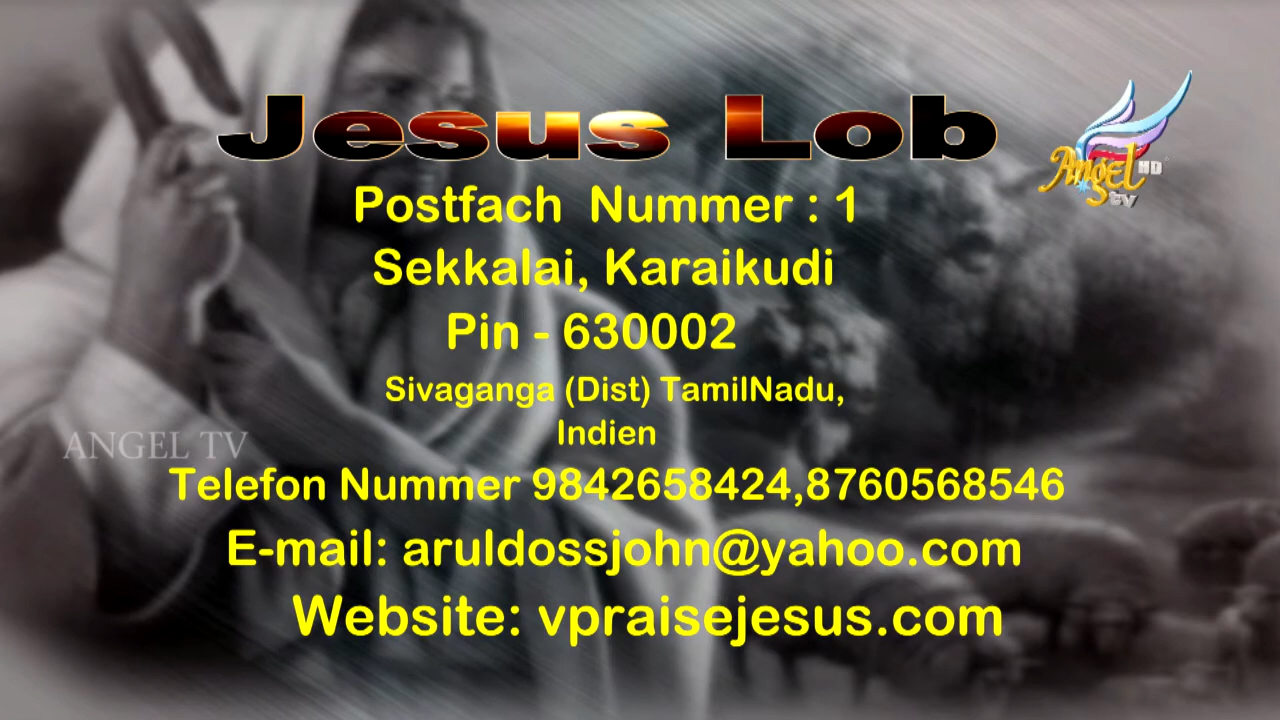 Jesus Lob
Angel HD
tv
Postfach Nummer : 1
Sekkalai, Karaikudi
Pin - 630002
Sivaganga (Dist) TamilNadu,
Indien
ANGEL TV
Telefon Nummer 9842658424,8760568546
E-mail: aruldossjohn@yahoo.com
Website: vpraisejesus.com